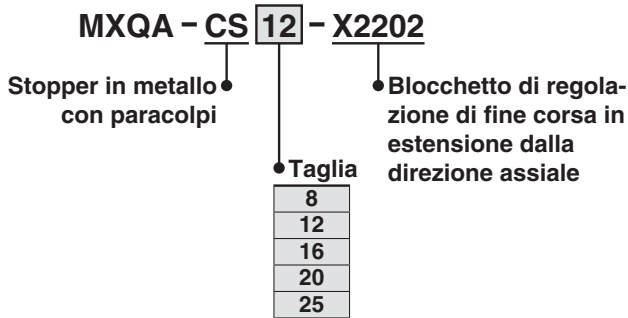 MXQA – CS 12 – X2202
Stopper in metallo
con paracolpi
Blocchetto di regola-
zione di fine corsa in
estensione dalla
direzione assiale
Taglia
8
12
16
20
25